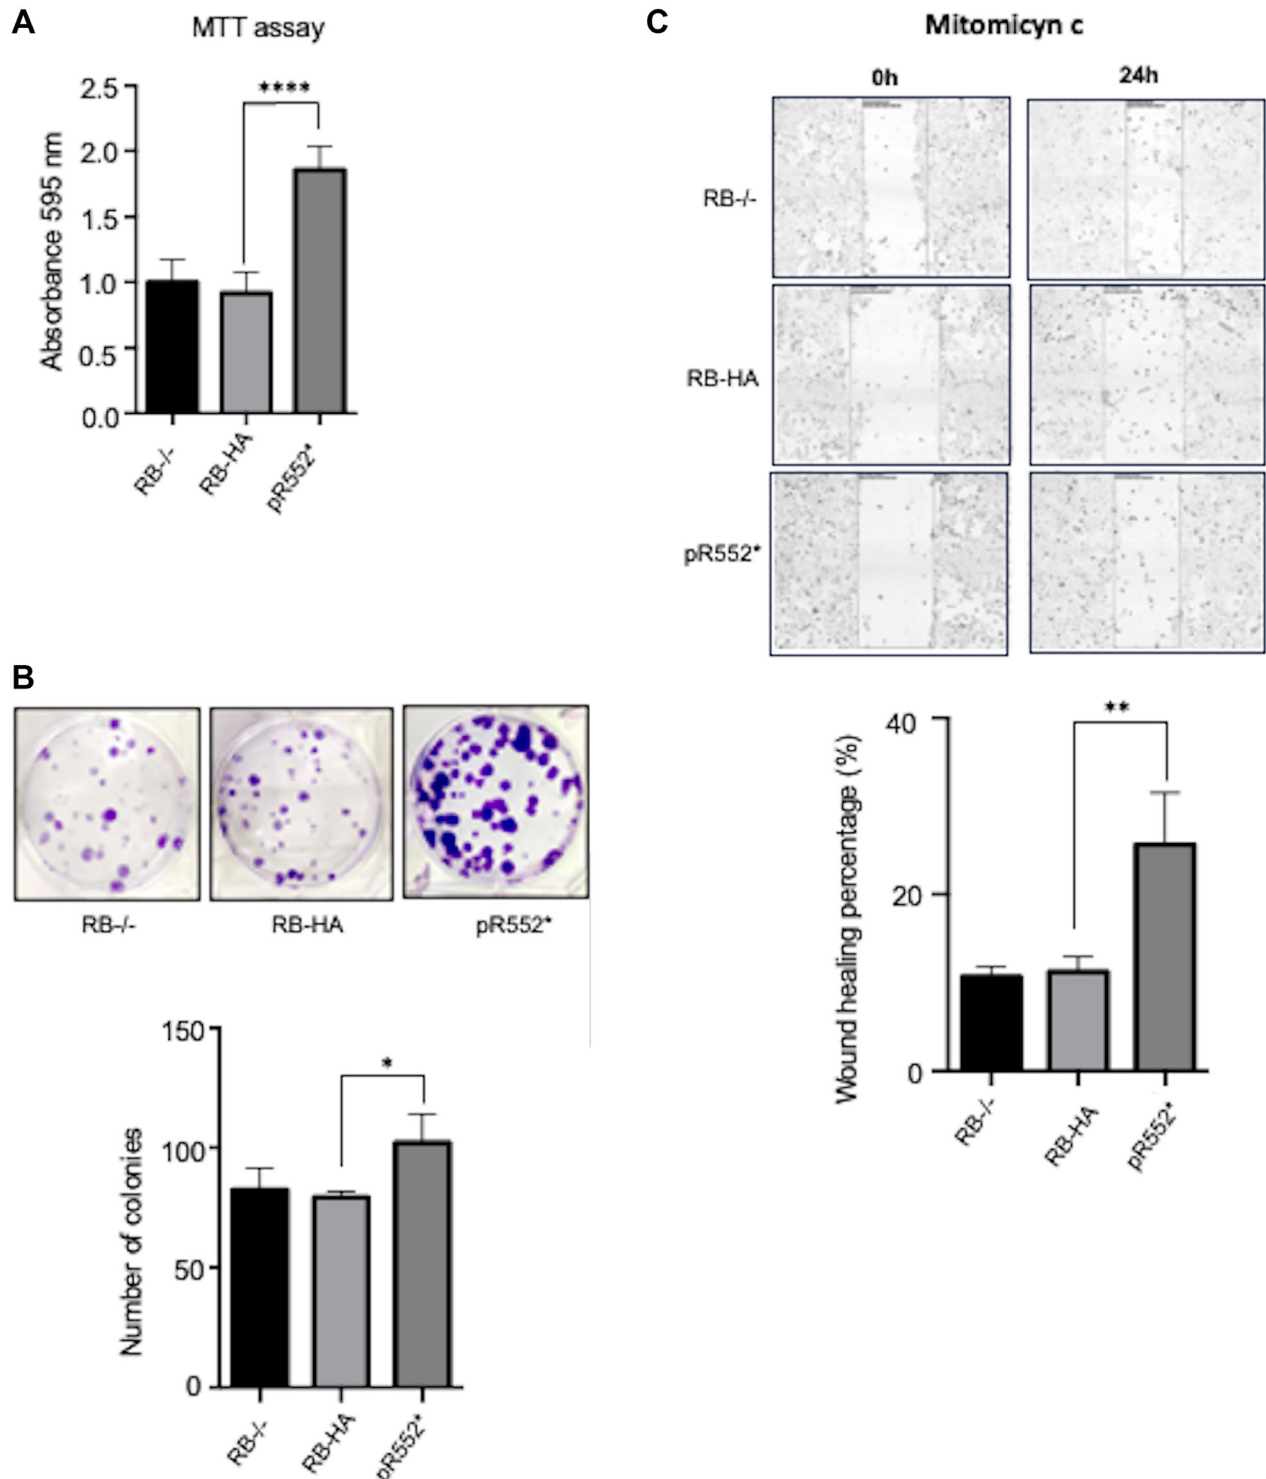 A
MTT assay
Absorbance 595 nm
2.5
2.0
1.5
1.0
0.5
0.0
****
RB-/-
RB-HA
pR552*
B
RB-/-
RB-HA
pR552*
Number of colonies
150
100
50
0
*
RB-/-
RB-HA
pR552*
C
Mitomicyn c
0h
24h
RB-/-
RB-HA
pR552*
Wound healing percentage (%)
40
20
0
**
RB-/-
RB-HA
pR552*